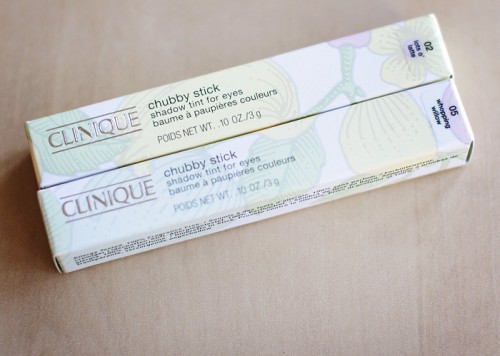 CLINIQUE
chubby stick
shadow tint for eyes
baume à paupières couleurs
POIDS NET WT. .10 OZ./3 g
02
lots o'
latte
CLINIQUE
chubby stick
shadow tint for eyes
baume à paupières couleurs
POIDS NET WT. .10 OZ./3 g
05
whopping
willow